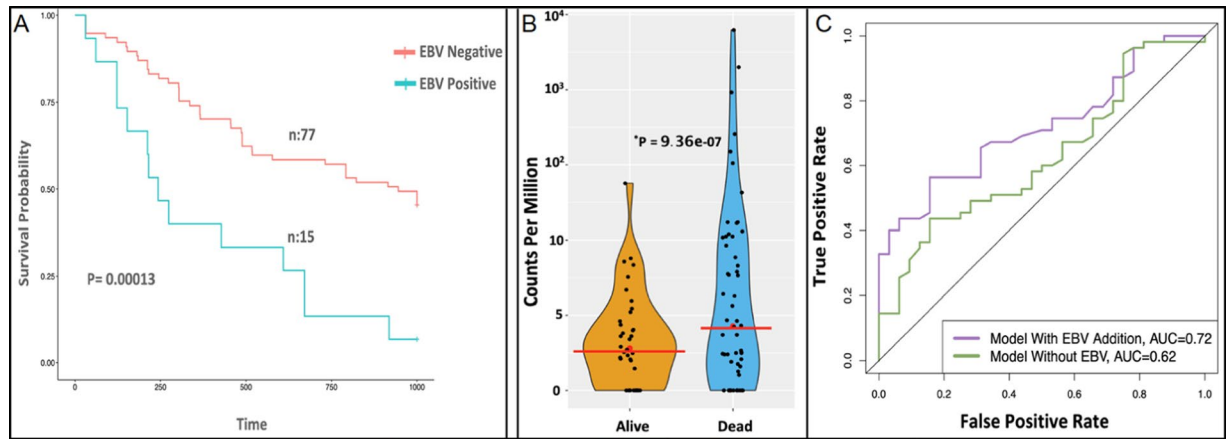 A
1.00
0.75
0.50
0.25
0.00
Survival Probability
EBV Negative
EBV Positive
n:77
n:15
P= 0.00013
0
250
500
750
1000
Time
B
10⁴
10³
10²
10
5
0
Counts Per Million
*P = 9.36e-07
Alive
Dead
C
1.0
0.8
0.6
0.4
0.2
0.0
True Positive Rate
Model With EBV Addition, AUC=0.72
Model Without EBV, AUC=0.62
0.0
0.2
0.4
0.6
0.8
1.0
False Positive Rate